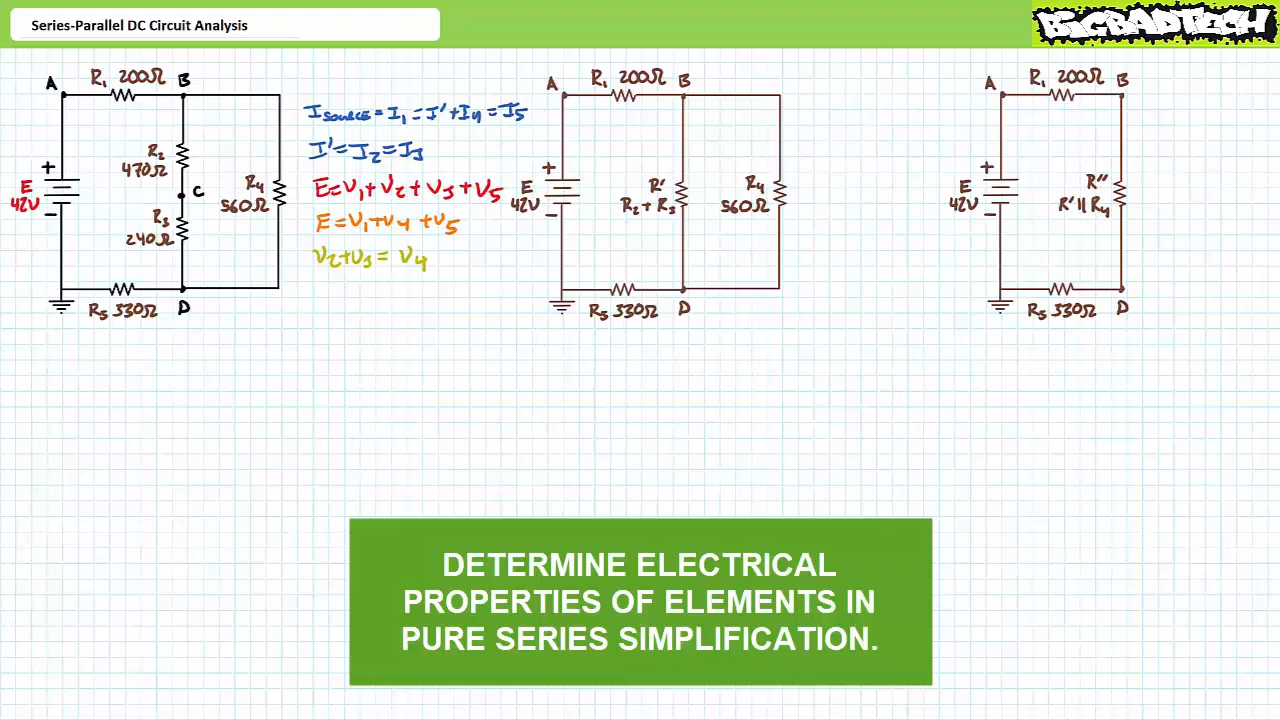 Series-Parallel DC Circuit Analysis
BIGBADTECH
A R₁ 200Ω B
R₂
470Ω
+
E
42V
-
C
R₃
240Ω
R₄
560Ω
R₅ 330Ω D
I source = I₁ = I' + I₄ = I₅
I' = I₂ = I₃
E = V₁ + V₂ + V₃ + V₅
E = V₁ + V₄ + V₅
V₂ + V₃ = V₄
A R₁ 200Ω B
+
E
42V
-
R'
R₂ + R₃
R₄
560Ω
R₅ 330Ω D
A R₁ 200Ω B
+
E
42V
-
R''
R' || R₄
R₅ 330Ω D
DETERMINE ELECTRICAL
PROPERTIES OF ELEMENTS IN
PURE SERIES SIMPLIFICATION.